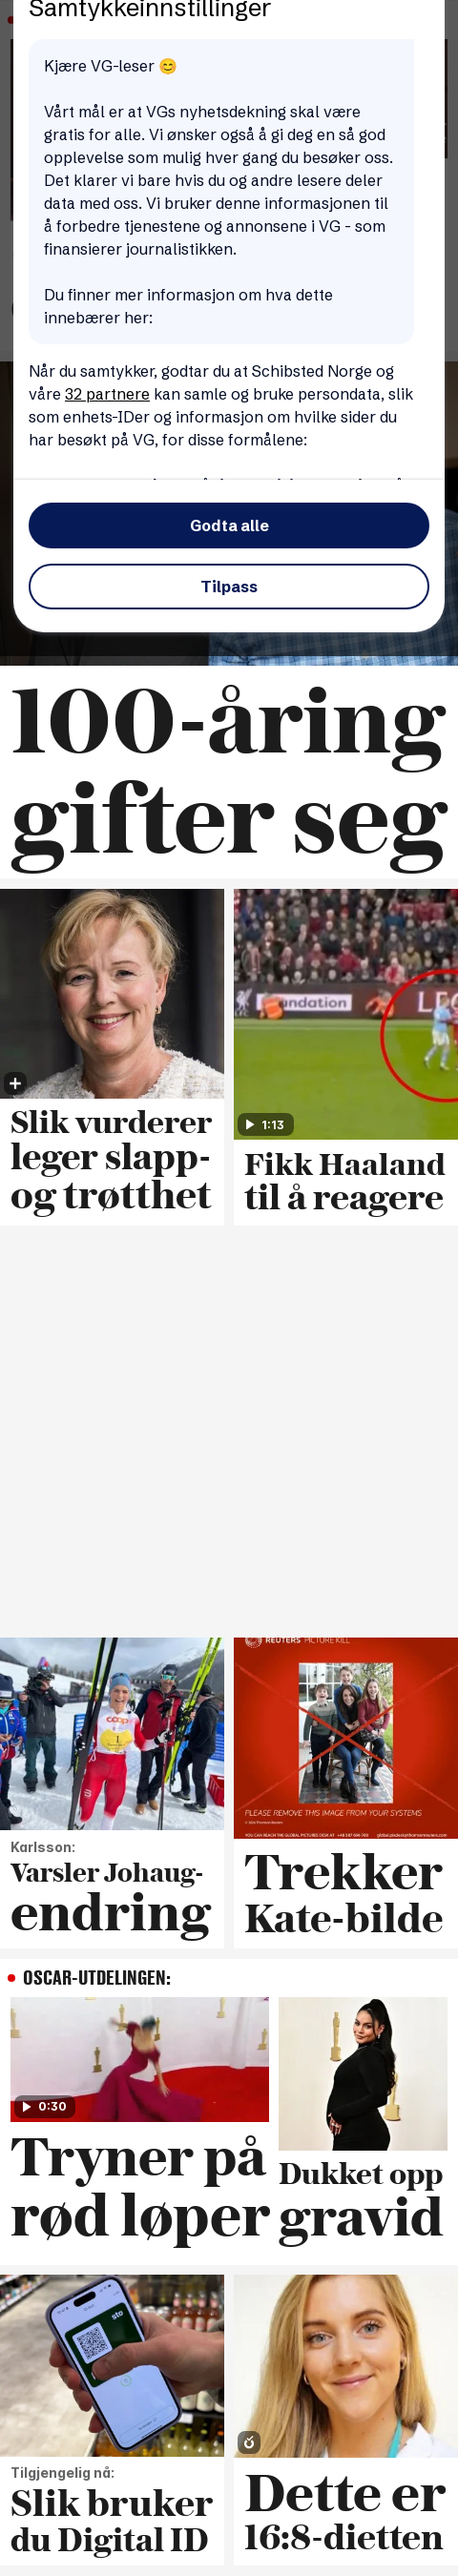 Samtykkeinnstillinger
Kjære VG-leser 😊
Vårt mål er at VGs nyhetsdekning skal være
gratis for alle. Vi ønsker også å gi deg en så god
opplevelse som mulig hver gang du besøker oss.
Det klarer vi bare hvis du og andre lesere deler
data med oss. Vi bruker denne informasjonen til
å forbedre tjenestene og annonsene i VG - som
finansierer journalistikken.
Du finner mer informasjon om hva dette
innebærer her:
Når du samtykker, godtar du at Schibsted Norge og
våre 32 partnere kan samle og bruke persondata, slik
som enhets-IDer og informasjon om hvilke sider du
har besøkt på VG, for disse formålene:
Godta alle
Tilpass
100-åring
gifter seg
Slik vurderer
leger slapp-
og trøtthet
LFC Foundation
1:13
Fikk Haaland
til å reagere
coop
1
Karlsson:
Varsler Johaug-
endring
REUTERS PICTURE KILL
PLEASE REMOVE THIS IMAGE FROM YOUR SYSTEMS
Trekker
Kate-bilde
OSCAR-UTDELINGEN:
0:30
Tryner på
rød løper
Dukket opp
gravid
sto
Tilgjengelig nå:
Slik bruker
du Digital ID
Dette er
16:8-dietten